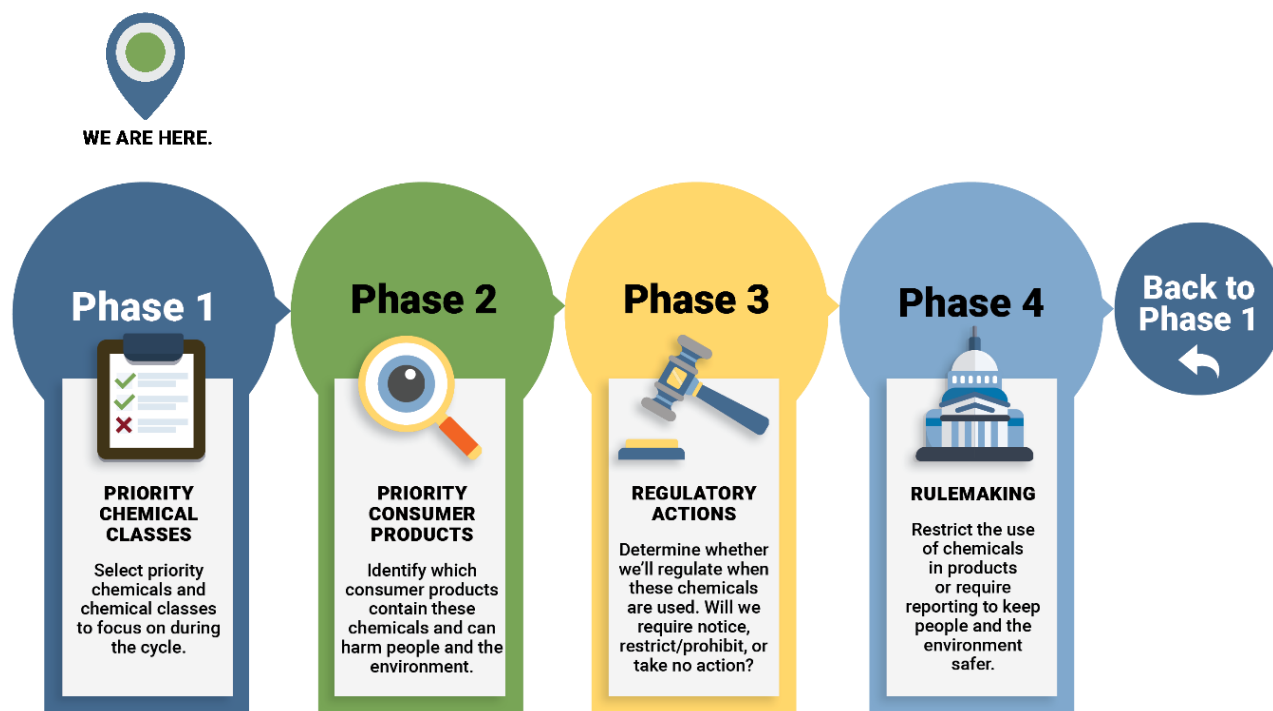 WE ARE HERE.
Phase 1
PRIORITY
CHEMICAL
CLASSES
Select priority
chemicals and
chemical classes
to focus on during
the cycle.
Phase 2
PRIORITY
CONSUMER
PRODUCTS
Identify which
consumer products
contain these
chemicals and can
harm people and the
environment.
Phase 3
REGULATORY
ACTIONS
Determine whether
we'll regulate when
these chemicals
are used. Will we
require notice,
restrict/prohibit, or
take no action?
Phase 4
RULEMAKING
Restrict the use
of chemicals
in products
or require
reporting to keep
people and the
environment
safer.
Back to
Phase 1